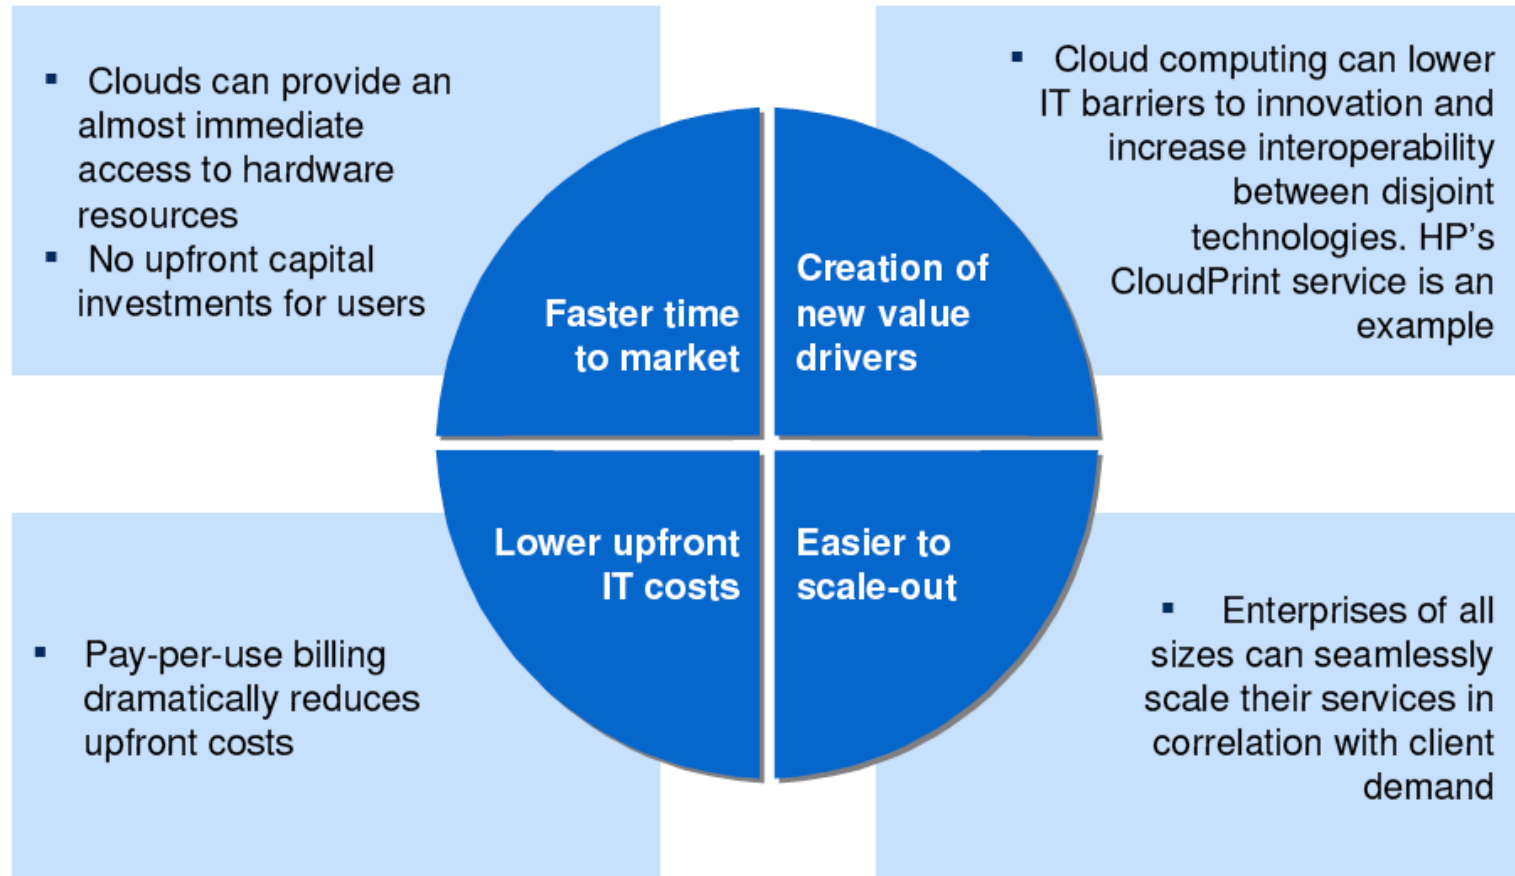 ▪ Clouds can provide an
almost immediate
access to hardware
resources
▪ No upfront capital
investments for users
Faster time
to market
Creation of
new value
drivers
▪ Cloud computing can lower
IT barriers to innovation and
increase interoperability
between disjoint
technologies. HP's
CloudPrint service is an
example
▪ Pay-per-use billing
dramatically reduces
upfront costs
Lower upfront
IT costs
Easier to
scale-out
▪ Enterprises of all
sizes can seamlessly
scale their services in
correlation with client
demand